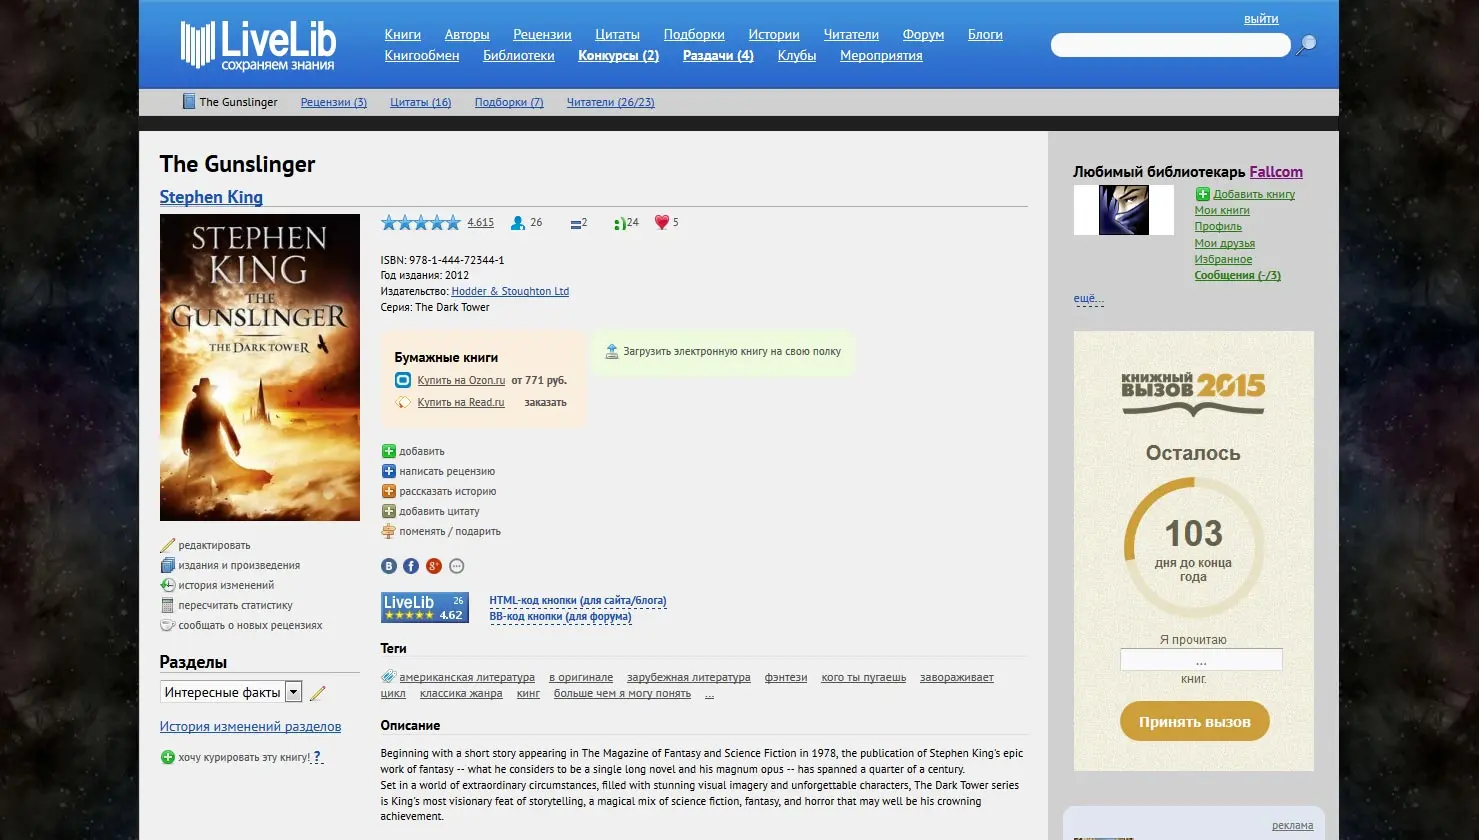 выйти
LiveLib
сохраняем знания
Книги Авторы Рецензии Цитаты Подборки Истории Читатели Форум Блоги
Книгообмен Библиотеки Конкурсы (2) Раздачи (4) Клубы Мероприятия
The Gunslinger Рецензии (3) Цитаты (16) Подборки (7) Читатели (26/23)
The Gunslinger
Stephen King
STEPHEN
KING
THE
GUNSLINGER
THE DARK TOWER
редактировать
издания и произведения
история изменений
пересчитать статистику
сообщать о новых рецензиях
Разделы
Интересные факты
История изменений разделов
хочу курировать эту книгу! ?
4.615 26 =2 24 5
ISBN: 978-1-444-72344-1
Год издания: 2012
Издательство: Hodder & Stoughton Ltd
Серия: The Dark Tower
Бумажные книги
Купить на Ozon.ru от 771 руб.
Купить на Read.ru заказать
Загрузить электронную книгу на свою полку
добавить
написать рецензию
рассказать историю
добавить цитату
поменять / подарить
B f g+
LiveLib 26
4.62
HTML-код кнопки (для сайта/блога)
BB-код кнопки (для форума)
Теги
американская литература в оригинале зарубежная литература фэнтези кого ты пугаешь завораживает
цикл классика жанра кинг больше чем я могу понять ...
Описание
Beginning with a short story appearing in The Magazine of Fantasy and Science Fiction in 1978, the publication of Stephen King's epic
work of fantasy -- what he considers to be a single long novel and his magnum opus -- has spanned a quarter of a century.
Set in a world of extraordinary circumstances, filled with stunning visual imagery and unforgettable characters, The Dark Tower series
is King's most visionary feat of storytelling, a magical mix of science fiction, fantasy, and horror that may well be his crowning
achievement.
Любимый библиотекарь Fallcom
Добавить книгу
Мои книги
Профиль
Мои друзья
Избранное
Сообщения (-/3)
ещё...
КНИЖНЫЙ
ВЫЗОВ 2015
Осталось
103
дня до конца
года
Я прочитаю
...
книг.
Принять вызов
реклама